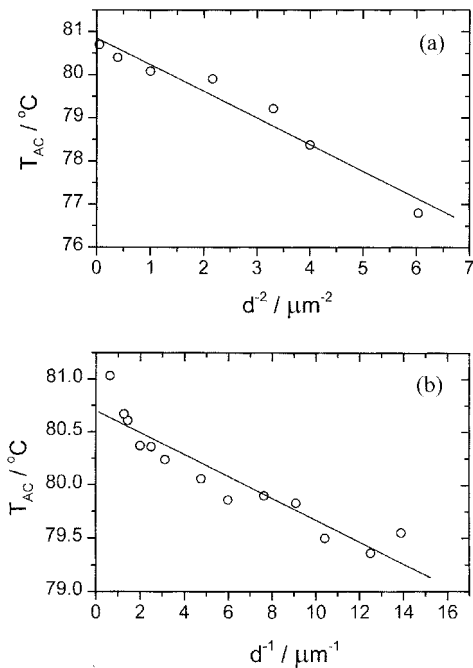 (a)
T_AC / °C
81
80
79
78
77
76
0 1 2 3 4 5 6 7
d⁻² / μm⁻²
(b)
T_AC / °C
81.0
80.5
80.0
79.5
79.0
0 2 4 6 8 10 12 14 16
d⁻¹ / μm⁻¹